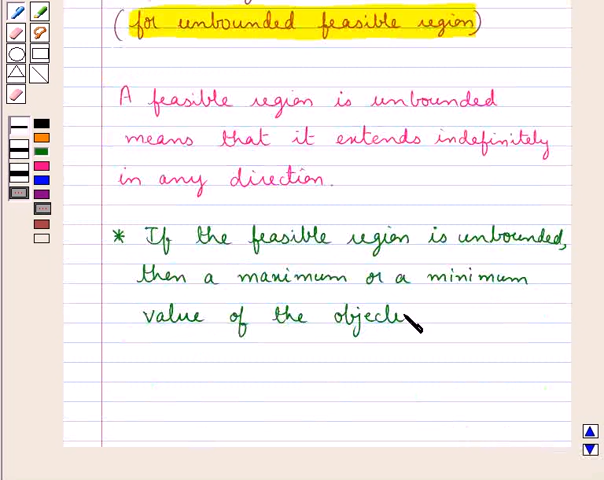 (for unbounded feasible region)
A feasible region is unbounded
means that it extends indefinitely
in any direction.
* If the feasible region is unbounded,
then a maximum or a minimum
value of the objectiv